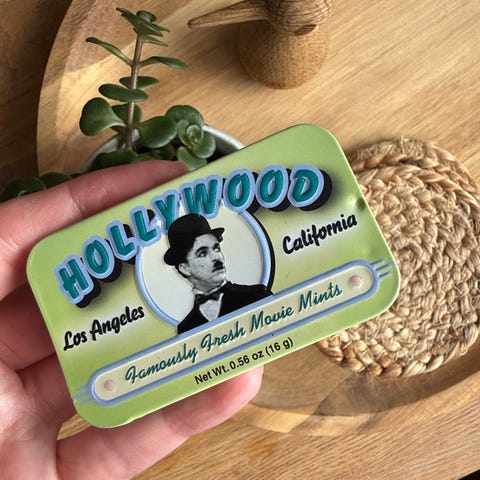 HOLLYWOOD
Los Angeles
California
Famously Fresh Movie Mints
Net Wt. 0.56 oz (16 g)